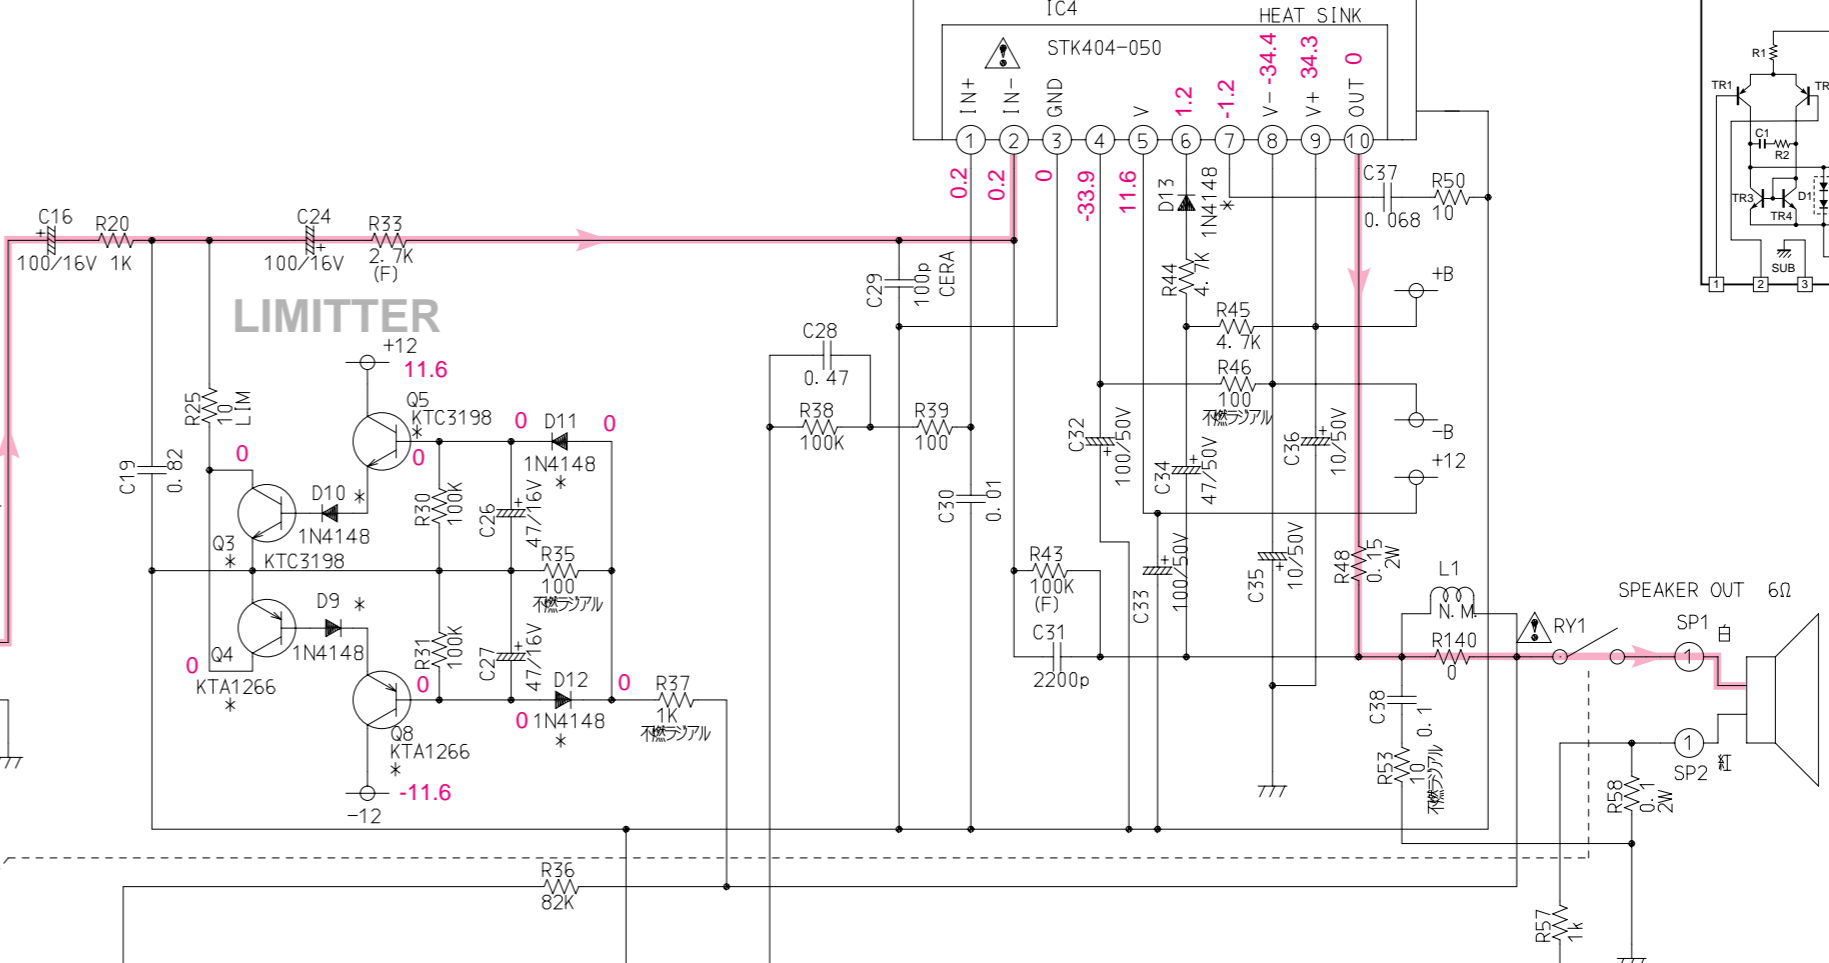 IC4
HEAT SINK
STK404-050
IN+
IN-
GND
V
1.2
-1.2
V-
-34.4
V+
34.3
OUT
0
1
2
3
4
5
6
7
8
9
10
0.2
0.2
0
-33.9
11.6
D13
1N4148
*
C37
0.068
R50
10
R1
TR1
TR
C1
R2
TR3
TR4
D1
SUB
1
2
3
C16
+
100/16V
R20
1K
C24
+
100/16V
R33
2.7K
(F)
LIMITTER
C29
100p
CERA
R44
4.7K
R45
4.7K
R46
100
不燃ラジアル
+B
-B
+12
C28
0.47
R38
100K
R39
100
C32
+
100/50V
C34
+
47/50V
C36
+
10/50V
+12
11.6
R25
10
LIM
Q5
KTC3198
*
0
0
D11
0
1N4148
*
C19
0.82
0
D10
*
1N4148
Q3
*
KTC3198
R30
100K
C26
+
47/16V
C30
0.01
R35
100
不燃ラジアル
R43
100K
(F)
C31
2200p
C33
+
100/50V
C35
+
10/50V
R48
0.15
2W
L1
N.M.
R140
0
RY1
SPEAKER OUT 6Ω
SP1
白
1
D9
*
1N4148
Q4
0
KTA1266
*
R31
100K
C27
+
47/16V
0
0
D12
0
1N4148
*
R37
1K
不燃ラジアル
Q8
KTA1266
*
-11.6
-12
C38
0.1
R53
10
不燃ラジアル
1
SP2
紅
R58
0.1
2W
R36
82K
R57
1k